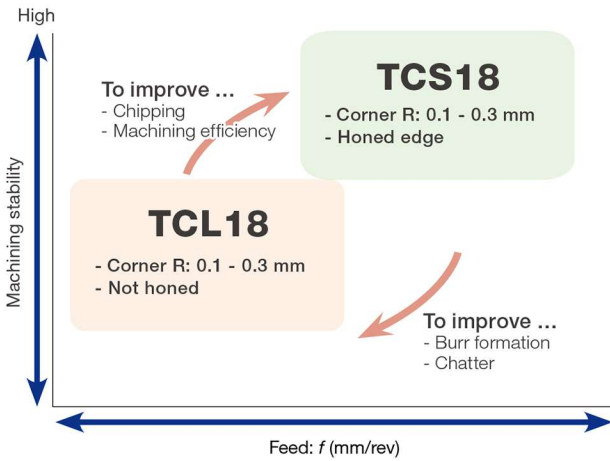 High
To improve ...
- Chipping
- Machining efficiency
TCS18
- Corner R: 0.1 - 0.3 mm
- Honed edge
Machining stability
TCL18
- Corner R: 0.1 - 0.3 mm
- Not honed
To improve ...
- Burr formation
- Chatter
Feed: f (mm/rev)